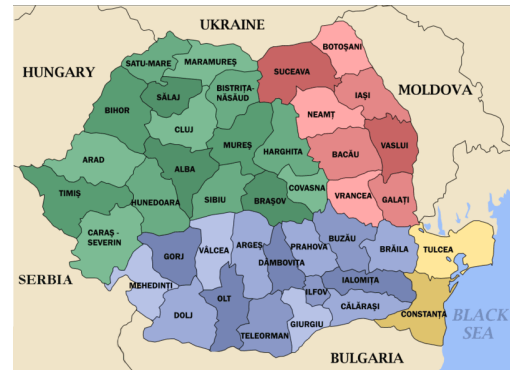 UKRAINE
BOTOȘANI
SATU-MARE
MARAMUREȘ
SUCEAVA
HUNGARY
MOLDOVA
SĂLAJ
BISTRIȚA-
NĂSĂUD
IAȘI
BIHOR
NEAMȚ
CLUJ
MUREȘ
HARGHITA
VASLUI
BACĂU
ARAD
ALBA
TIMIȘ
HUNEDOARA
SIBIU
BRAȘOV
COVASNA
VRANCEA
GALAȚI
CARAȘ -
SEVERIN
GORJ
VÂLCEA
ARGEȘ
PRAHOVA
BUZĂU
BRĂILA
TULCEA
DÂMBOVIȚA
SERBIA
MEHEDINȚI
IALOMIȚA
ILFOV
OLT
CĂLĂRAȘI
DOLJ
CONSTANȚA
GIURGIU
TELEORMAN
BLACK
SEA
BULGARIA